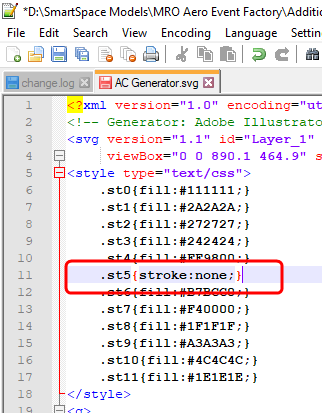 *D:\SmartSpace Models\MRO Aero Event Factory\Additio
File Edit Search View Encoding Language Settin
change.log AC Generator.svg
1 <?xml version="1.0" encoding="ut
2 <!-- Generator: Adobe Illustrat
3 <svg version="1.1" id="Layer_1"
4 viewBox="0 0 890.1 464.9" s
5 <style type="text/css">
6 .st0{fill:#111111;}
7 .st1{fill:#2A2A2A;}
8 .st2{fill:#272727;}
9 .st3{fill:#242424;}
10 .st4{fill:#FF9800;}
11 .st5{stroke:none;}
12 .st6{fill:#B7BCC0;}
13 .st7{fill:#F40000;}
14 .st8{fill:#1F1F1F;}
15 .st9{fill:#A3A3A3;}
16 .st10{fill:#4C4C4C;}
17 .st11{fill:#1E1E1E;}
18 </style>
19 <g>